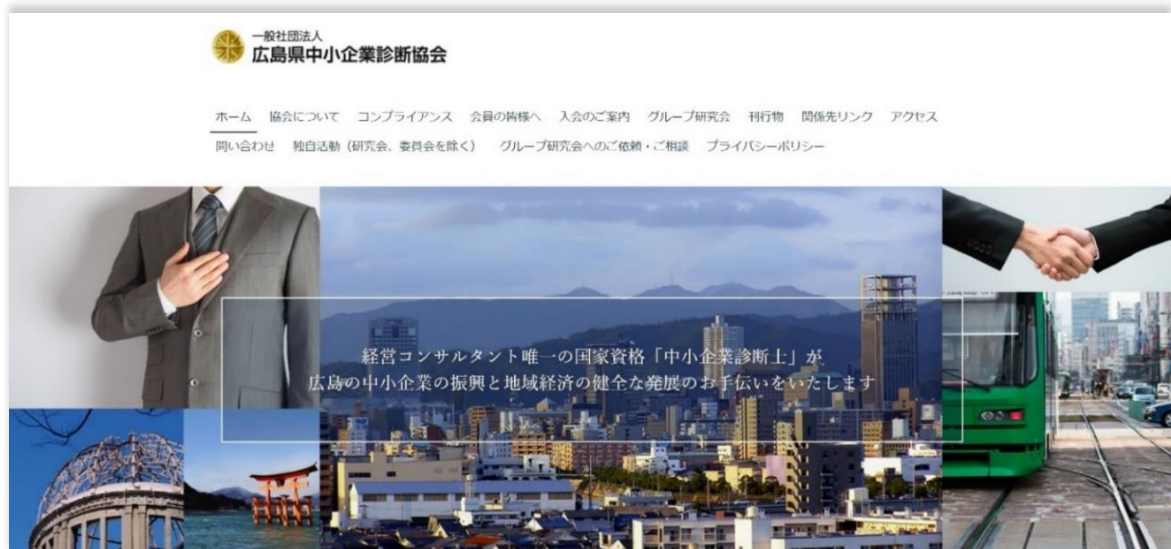 一般社団法人
広島県中小企業診断協会
ホーム 協会について コンプライアンス 会員の皆様へ 入会のご案内 グループ研究会 刊行物 関係先リンク アクセス
問い合わせ 独自活動（研究会、委員会を除く） グループ研究会へのご依頼・ご相談 プライバシーポリシー
経営コンサルタント唯一の国家資格「中小企業診断士」が
広島の中小企業の振興と地域経済の健全な発展のお手伝いをいたします